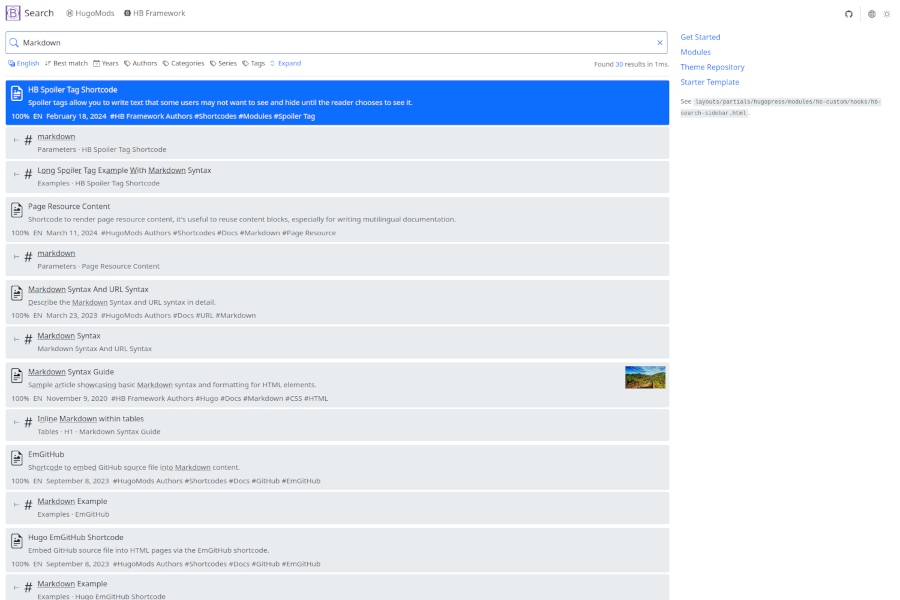 B Search HugoMods HB Framework
Markdown
English Best match Years Authors Categories Series Tags Expand
Found 30 results in 1ms.
HB Spoiler Tag Shortcode
Spoiler tags allow you to write text that some users may not want to see and hide until the reader chooses to see it.
100% EN February 18, 2024 #HB Framework Authors #Shortcodes #Modules #Spoiler Tag
# markdown
Parameters · HB Spoiler Tag Shortcode
# Long Spoiler Tag Example With Markdown Syntax
Examples · HB Spoiler Tag Shortcode
Page Resource Content
Shortcode to render page resource content, it's useful to reuse content blocks, especially for writing mutilingual documentation.
100% EN March 11, 2024 #HugoMods Authors #Shortcodes #Docs #Markdown #Page Resource
# markdown
Parameters · Page Resource Content
Markdown Syntax And URL Syntax
Describe the Markdown Syntax and URL syntax in detail.
100% EN March 23, 2023 #HugoMods Authors #Docs #URL #Markdown
# Markdown Syntax
Markdown Syntax And URL Syntax
Markdown Syntax Guide
Sample article showcasing basic Markdown syntax and formatting for HTML elements.
100% EN November 9, 2020 #HB Framework Authors #Hugo #Docs #Markdown #CSS #HTML
# Inline Markdown within tables
Tables · H1 · Markdown Syntax Guide
EmGitHub
Shortcode to embed GitHub source file into Markdown content.
100% EN September 8, 2023 #HugoMods Authors #Shortcodes #Docs #GitHub #EmGitHub
# Markdown Example
Examples · EmGitHub
Hugo EmGitHub Shortcode
Embed GitHub source file into HTML pages via the EmGitHub shortcode.
100% EN September 8, 2023 #HugoMods Authors #Shortcodes #Docs #GitHub #EmGitHub
# Markdown Example
Examples · Hugo EmGitHub Shortcode
Get Started
Modules
Theme Repository
Starter Template
See layouts/partials/hugopress/modules/hb-custom/hooks/hb-
search-sidebar.html.